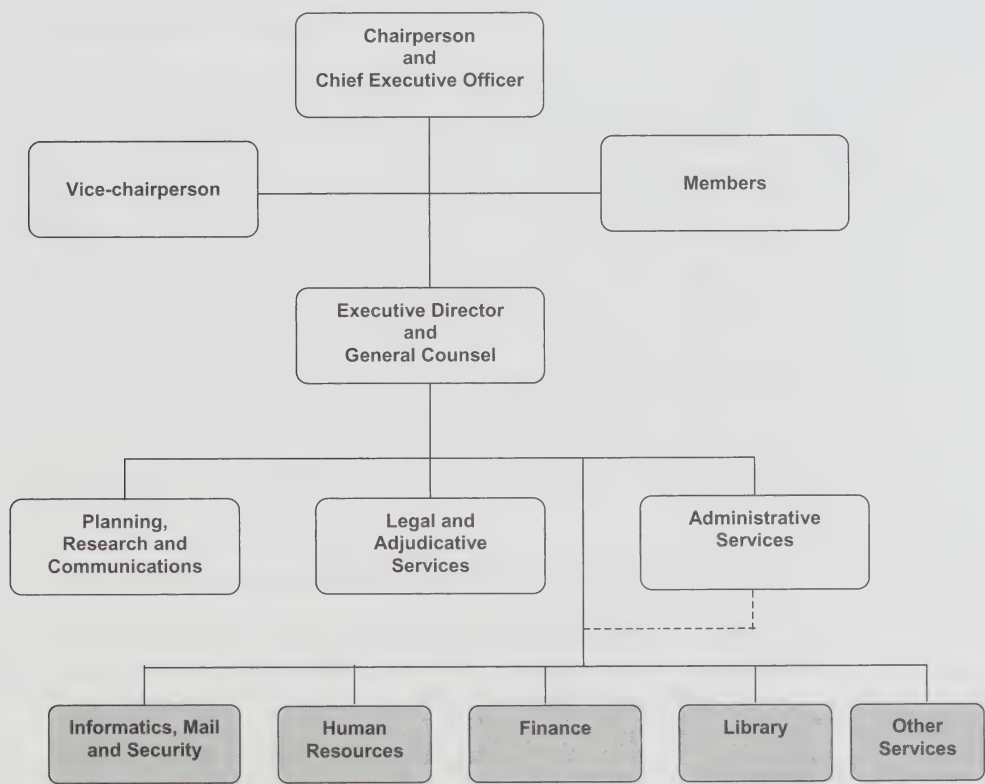 Chairperson
and
Chief Executive Officer
Vice-chairperson
Members
Executive Director
and
General Counsel
Planning,
Research and
Communications
Legal and
Adjudicative
Services
Administrative
Services
Informatics, Mail
and Security
Human
Resources
Finance
Library
Other
Services